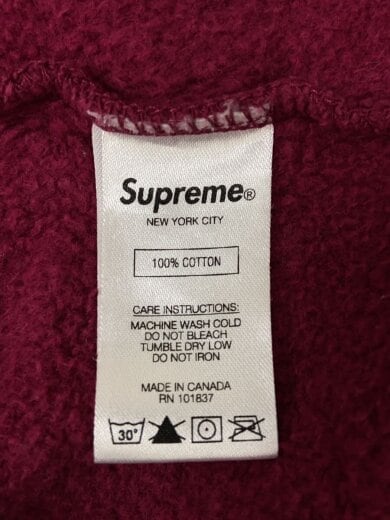 Supreme®
NEW YORK CITY
100% COTTON
CARE INSTRUCTIONS:
MACHINE WASH COLD
DO NOT BLEACH
TUMBLE DRY LOW
DO NOT IRON
MADE IN CANADA
RN 101837
30°